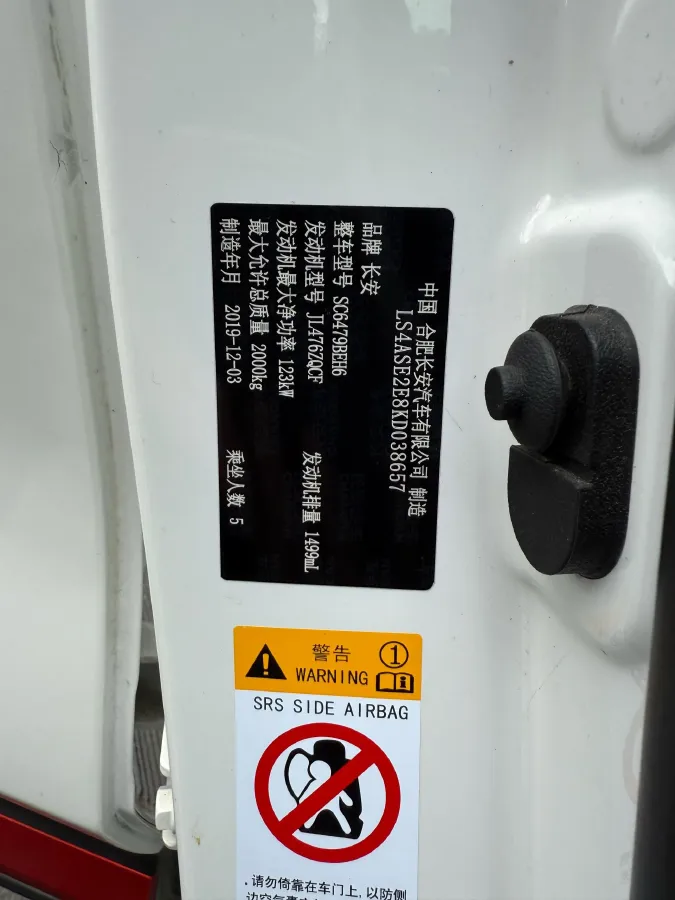 中国 合肥长安汽车有限公司 制造
LS4ASE2E8KD038657
品牌 长安
整车型号 SC6479BEH6
发动机型号 JL476ZQCF 发动机排量 1499mL
发动机最大净功率 123kW
最大允许总质量 2000kg
制造年月 2019-12-03 乘坐人数 5
警告 1
WARNING i
SRS SIDE AIRBAG
.请勿倚靠在车门上,以防侧